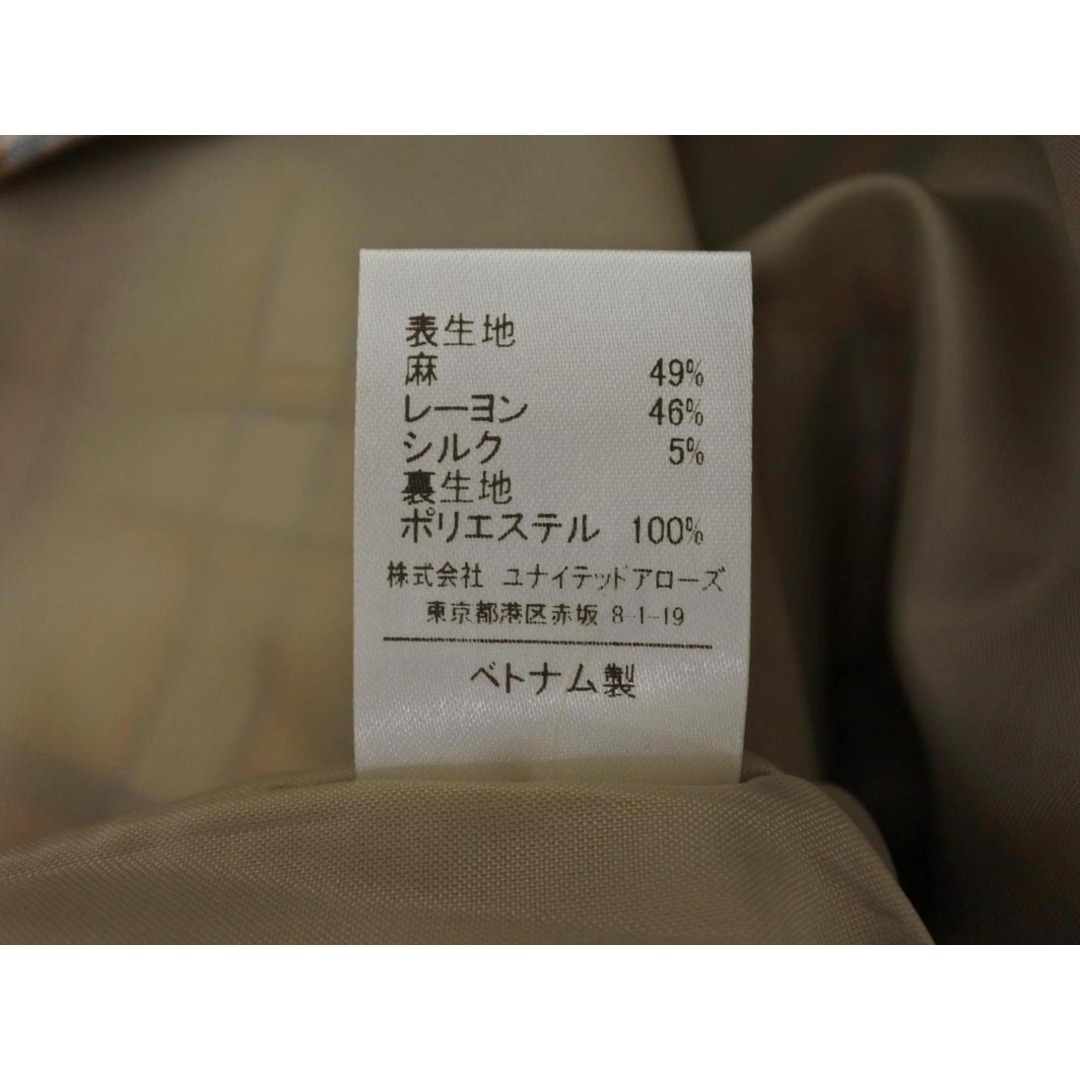 表生地
麻 49%
レーヨン 46%
シルク 5%
裏生地
ポリエステル 100%
株式会社 ユナイテッドアローズ
東京都港区赤坂 8-1-19
ベトナム製